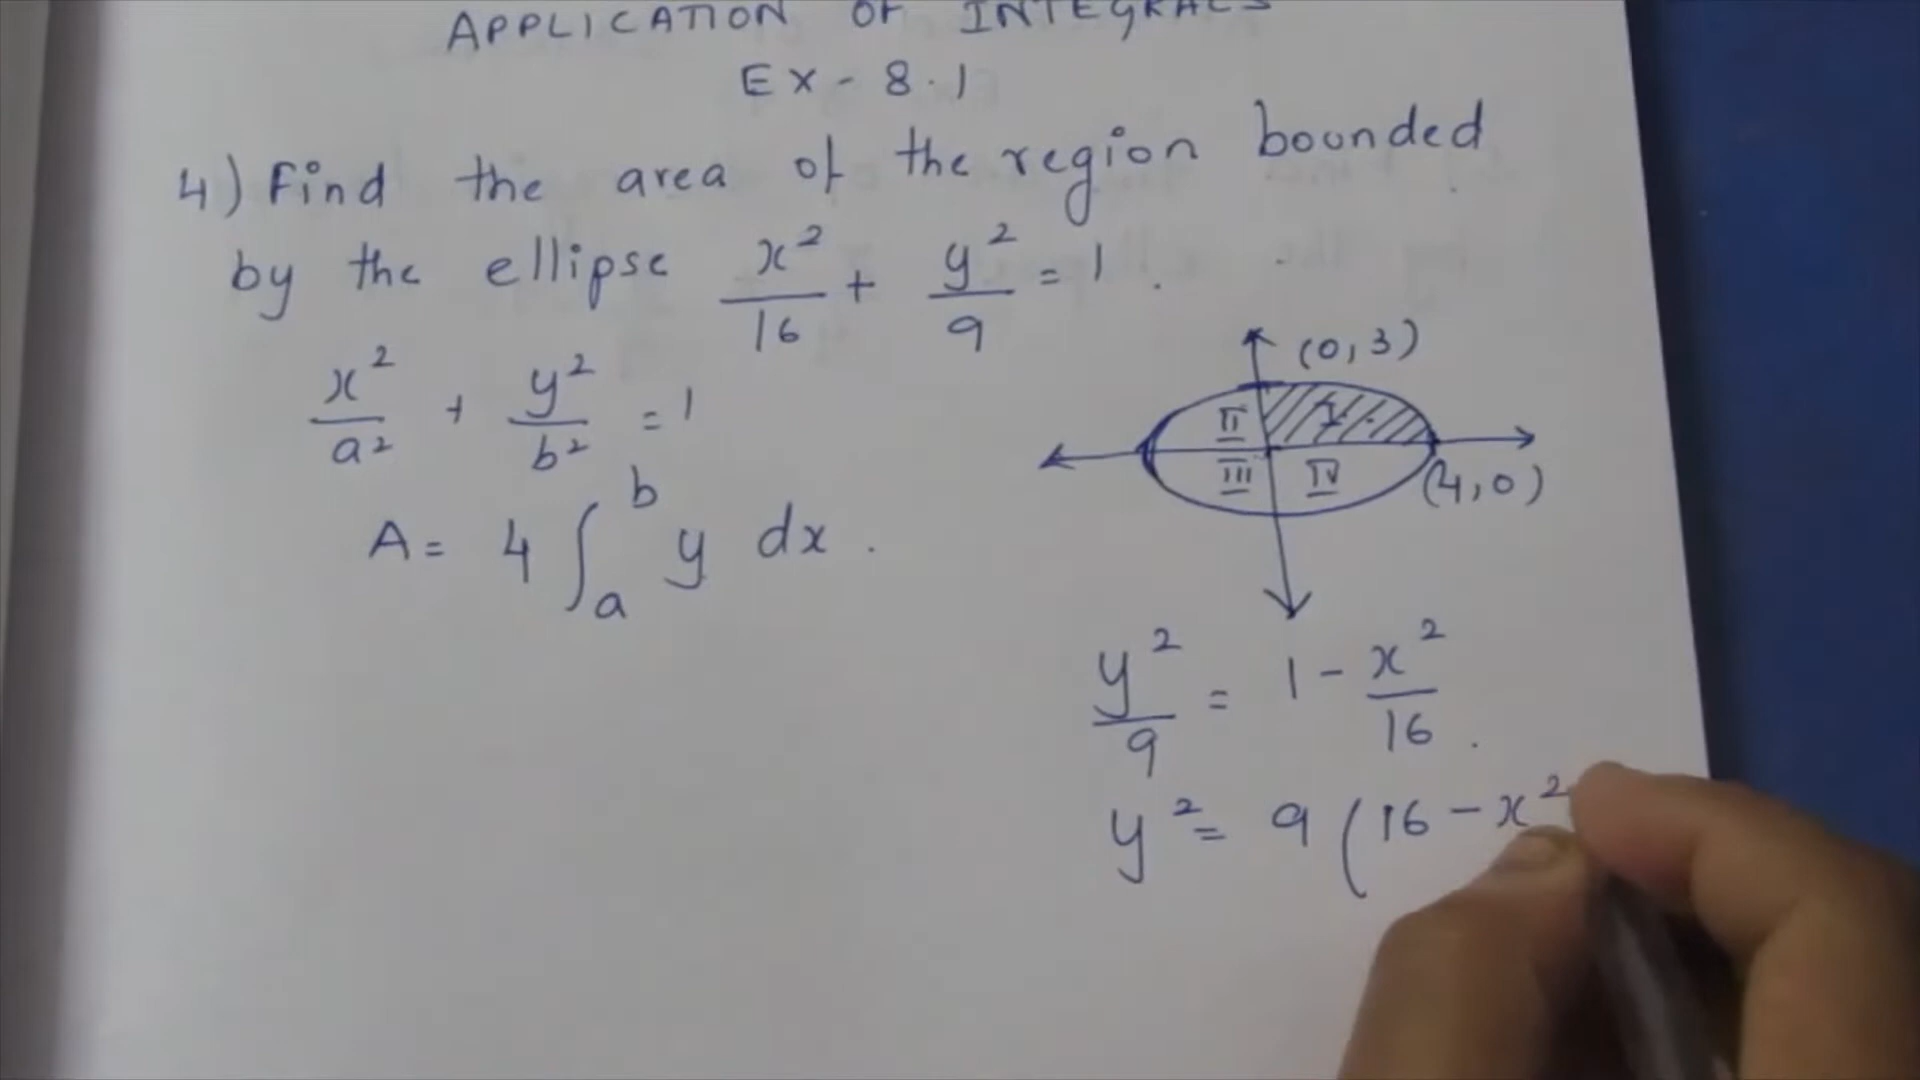 APPLICATION OF INTEGRALS
EX - 8.1
4) Find the area of the region bounded
by the ellipse x²/16 + y²/9 = 1.
x²/a² + y²/b² = 1
A = 4 ∫ₐᵇ y dx.
(0,3)
II I
III IV
(4,0)
y²/9 = 1 - x²/16.
y² = 9 (16 - x²